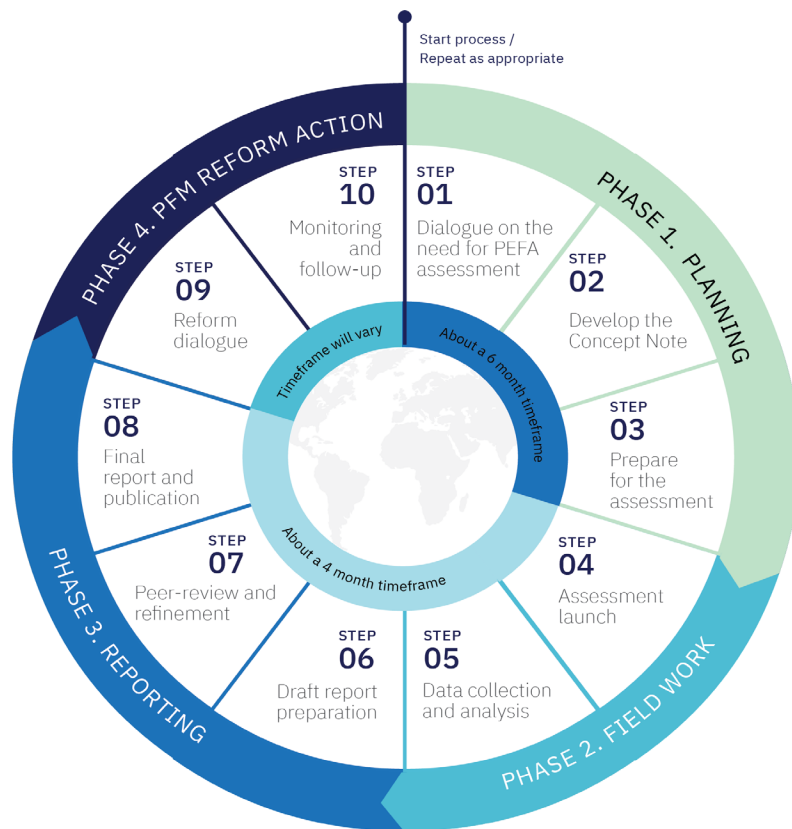 Start process /
Repeat as appropriate
PHASE 1. PLANNING
STEP
01
Dialogue on the
need for PEFA
assessment
STEP
02
Develop the
Concept Note
STEP
03
Prepare
for the
assessment
About a 6 month timeframe
PHASE 2. FIELD WORK
STEP
04
Assessment
launch
STEP
05
Data collection
and analysis
PHASE 3. REPORTING
STEP
06
Draft report
preparation
STEP
07
Peer-review and
refinement
STEP
08
Final
report and
publication
About a 4 month timeframe
PHASE 4. PFM REFORM ACTION
STEP
09
Reform
dialogue
STEP
10
Monitoring
and
follow-up
Timeframe will vary